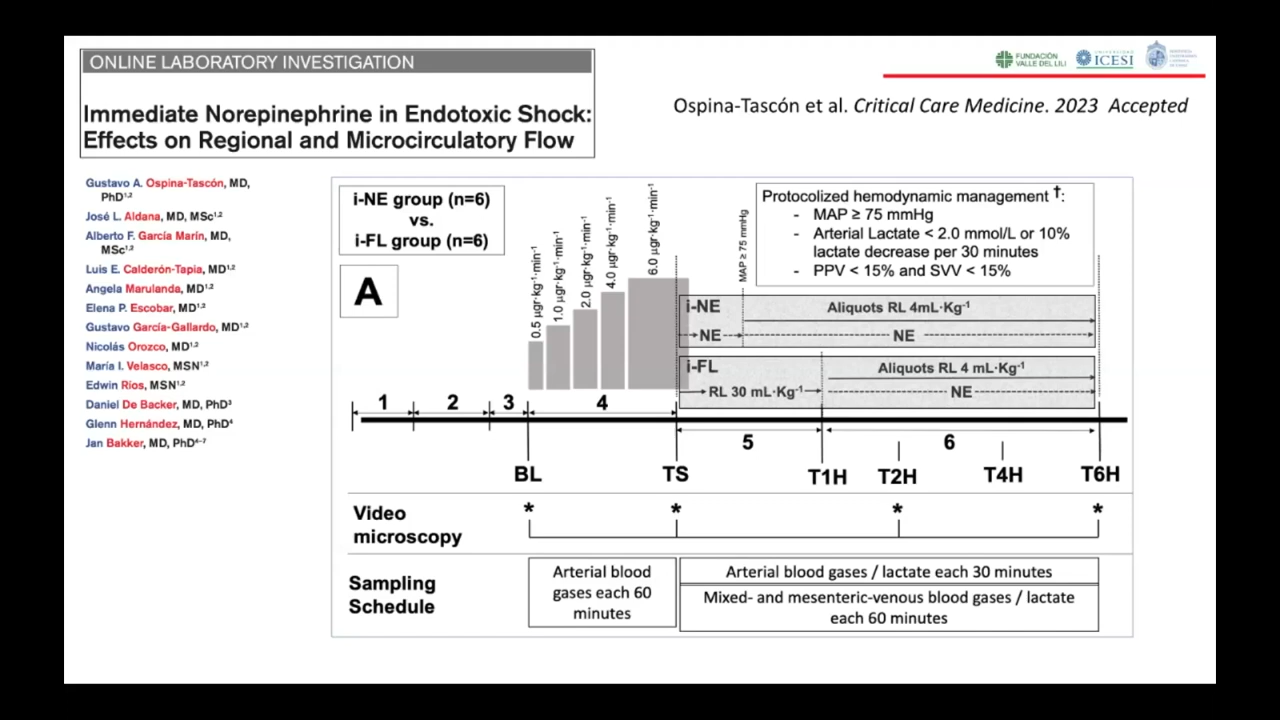 ONLINE LABORATORY INVESTIGATION
Immediate Norepinephrine in Endotoxic Shock:
Effects on Regional and Microcirculatory Flow
FUNDACIÓN
VALLE DEL LILI
UNIVERSIDAD
ICESI
Ospina-Tascón et al. Critical Care Medicine. 2023 Accepted
Gustavo A. Ospina-Tascón, MD,
PhD¹,²
José L. Aldana, MD, MSc¹,²
Alberto F. García Marín, MD,
MSc¹,²
Luis E. Calderón-Tapia, MD¹,²
Angela Marulanda, MD¹,²
Elena P. Escobar, MD¹,²
Gustavo García-Gallardo, MD¹,²
Nicolás Orozco, MD¹,²
María I. Velasco, MSN¹,²
Edwin Ríos, MSN¹,²
Daniel De Backer, MD, PhD³
Glenn Hernández, MD, PhD⁴
Jan Bakker, MD, PhD⁴⁻⁷
i-NE group (n=6)
vs.
i-FL group (n=6)
A
0.5 µgr·kg⁻¹·min⁻¹
1.0 µgr·kg⁻¹·min⁻¹
2.0 µgr·kg⁻¹·min⁻¹
4.0 µgr·kg⁻¹·min⁻¹
6.0 µgr·kg⁻¹·min⁻¹
MAP ≥ 75 mmHg
Protocolized hemodynamic management †:
- MAP ≥ 75 mmHg
- Arterial Lactate < 2.0 mmol/L or 10%
lactate decrease per 30 minutes
- PPV < 15% and SVV < 15%
i-NE Aliquots RL 4mL·Kg⁻¹
NE NE
i-FL Aliquots RL 4 mL·Kg⁻¹
RL 30 mL·Kg⁻¹ NE
1 2 3 4
5 6
BL TS T1H T2H T4H T6H
Video * * * *
microscopy
Sampling
Schedule
Arterial blood
gases each 60
minutes
Arterial blood gases / lactate each 30 minutes
Mixed- and mesenteric-venous blood gases / lactate
each 60 minutes